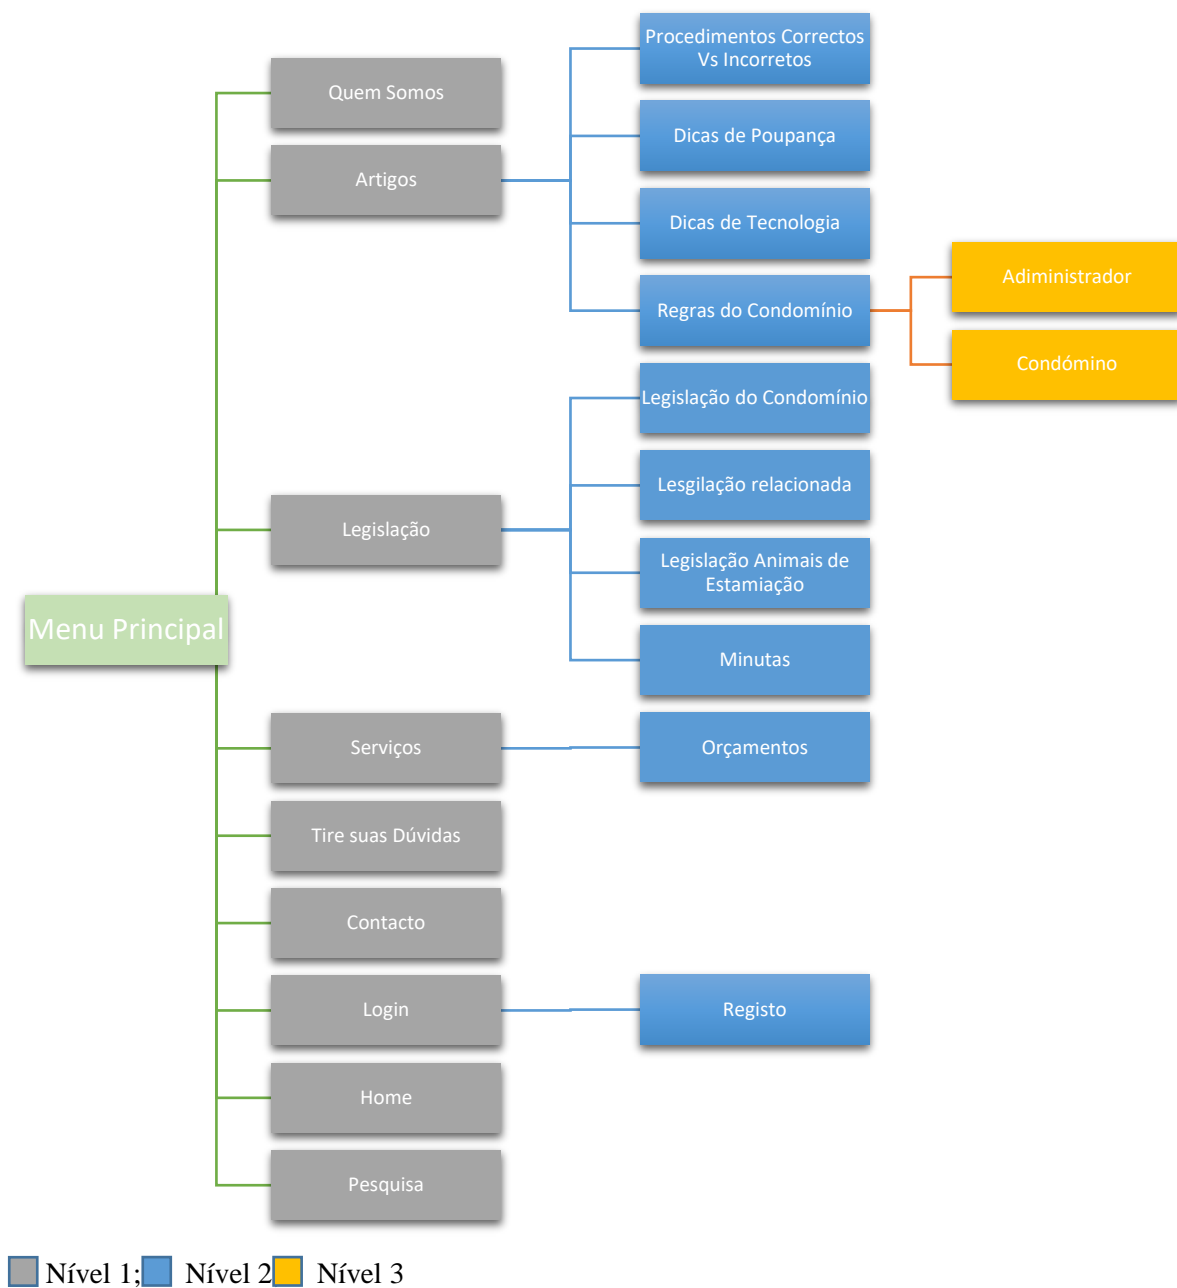 Menu Principal
Quem Somos
Artigos
Procedimentos Correctos
Vs Incorretos
Dicas de Poupança
Dicas de Tecnologia
Regras do Condomínio
Adiministrador
Condómino
Legislação
Legislação do Condomínio
Lesgilação relacionada
Legislação Animais de
Estamiação
Minutas
Serviços
Orçamentos
Tire suas Dúvidas
Contacto
Login
Registo
Home
Pesquisa
Nível 1; Nível 2 Nível 3